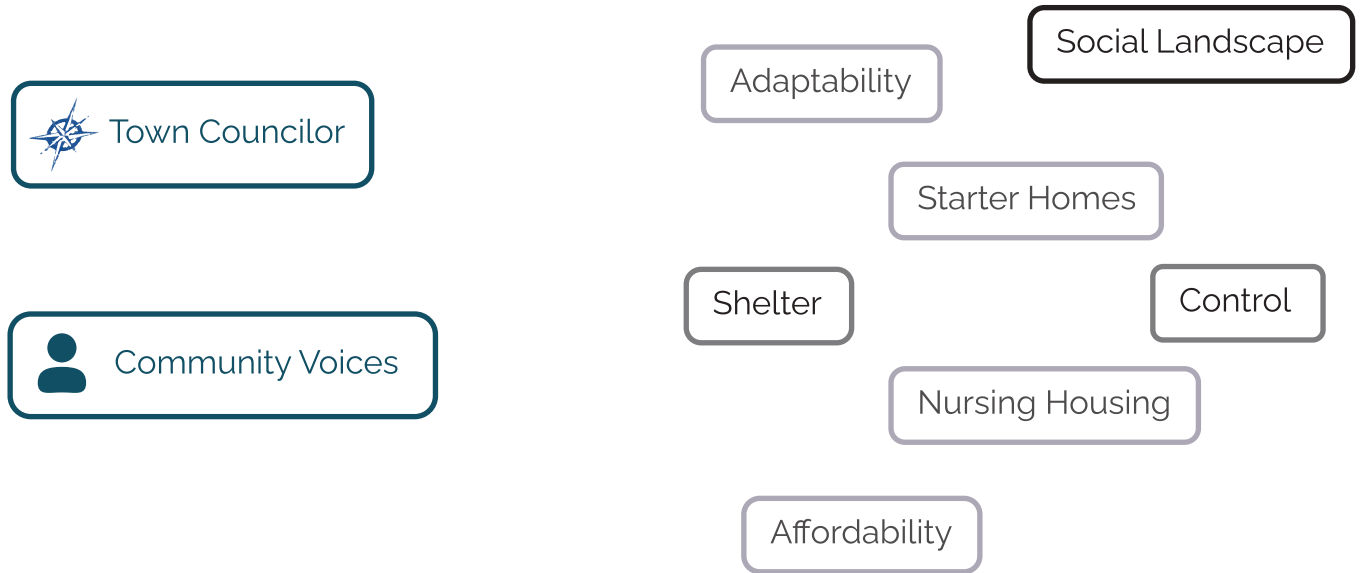 Social Landscape
Adaptability
Town Councilor
Starter Homes
Shelter
Control
Community Voices
Nursing Housing
Affordability